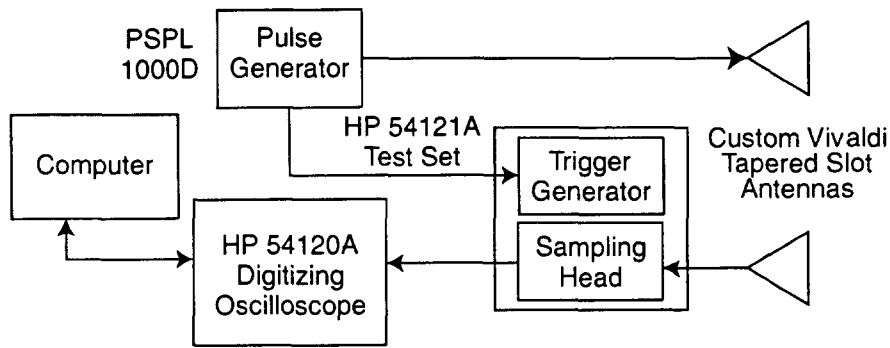 PSPL
1000D
Pulse
Generator
HP 54121A
Test Set
Custom Vivaldi
Tapered Slot
Antennas
Computer
Trigger
Generator
HP 54120A
Digitizing
Oscilloscope
Sampling
Head